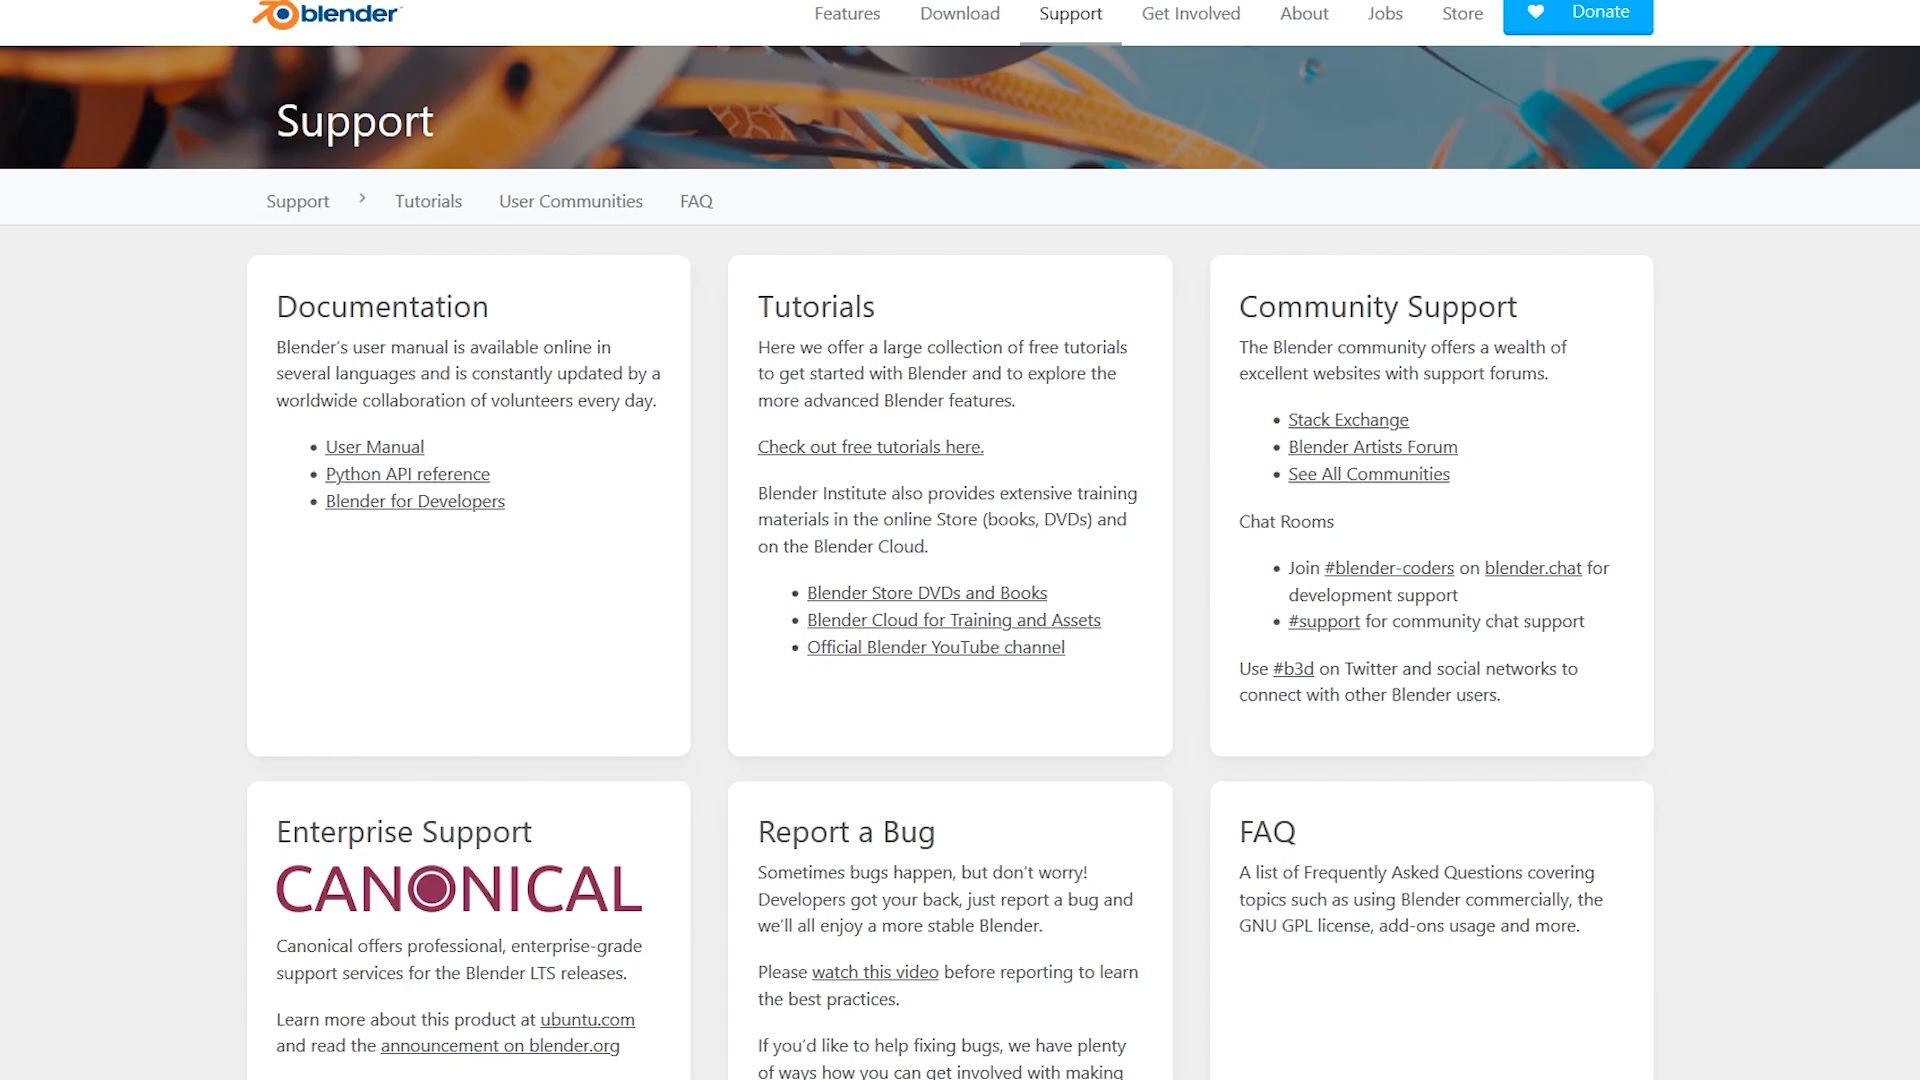 blender
Features
Download
Support
Get Involved
About
Jobs
Store
Donate
Support
Support
Tutorials
User Communities
FAQ
Documentation
Blender’s user manual is available online in
several languages and is constantly updated by a
worldwide collaboration of volunteers every day.
• User Manual
• Python API reference
• Blender for Developers
Tutorials
Here we offer a large collection of free tutorials
to get started with Blender and to explore the
more advanced Blender features.
Check out free tutorials here.
Blender Institute also provides extensive training
materials in the online Store (books, DVDs) and
on the Blender Cloud.
• Blender Store DVDs and Books
• Blender Cloud for Training and Assets
• Official Blender YouTube channel
Community Support
The Blender community offers a wealth of
excellent websites with support forums.
• Stack Exchange
• Blender Artists Forum
• See All Communities
Chat Rooms
• Join #blender-coders on blender.chat for
development support
• #support for community chat support
Use #b3d on Twitter and social networks to
connect with other Blender users.
Enterprise Support
CANONICAL
Canonical offers professional, enterprise-grade
support services for the Blender LTS releases.
Learn more about this product at ubuntu.com
and read the announcement on blender.org
Report a Bug
Sometimes bugs happen, but don’t worry!
Developers got your back, just report a bug and
we’ll all enjoy a more stable Blender.
Please watch this video before reporting to learn
the best practices.
If you’d like to help fixing bugs, we have plenty
of ways how you can get involved with making
FAQ
A list of Frequently Asked Questions covering
topics such as using Blender commercially, the
GNU GPL license, add-ons usage and more.